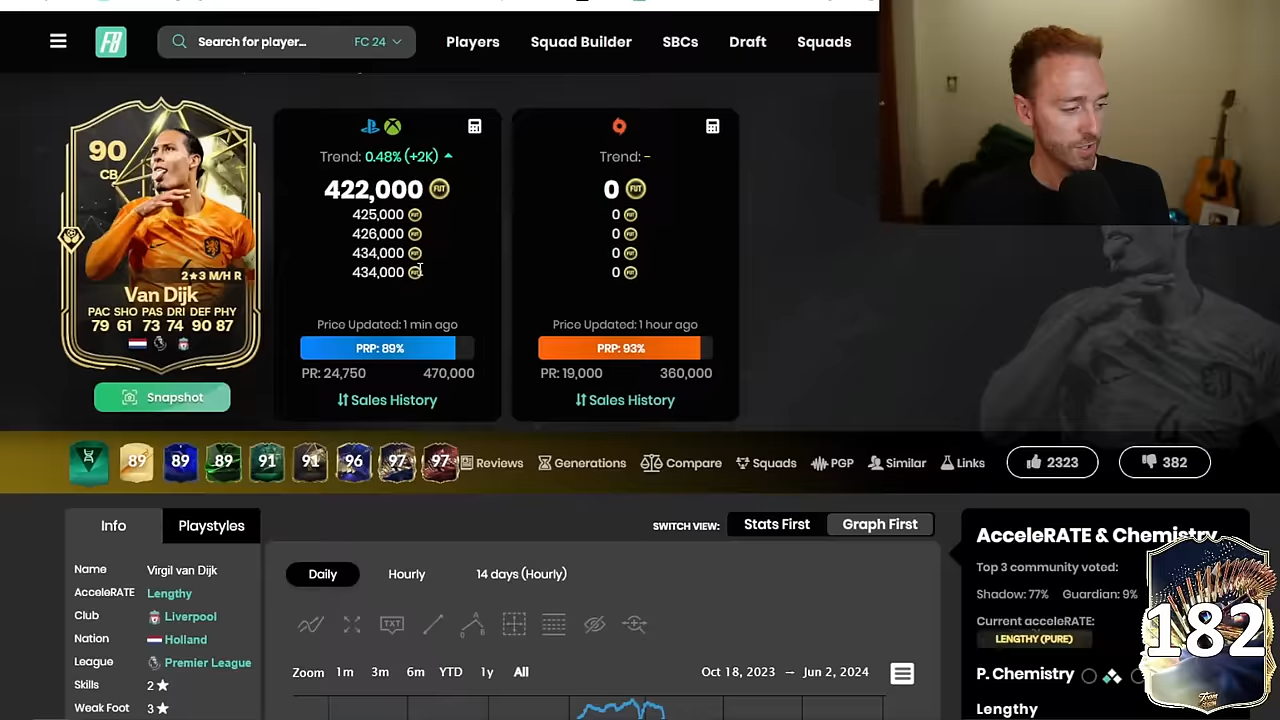 FB
Search for player...
FC 24
Players
Squad Builder
SBCs
Draft
Squads
90
CB
2★3 M/H R
Van Dijk
PAC SHO PAS DRI DEF PHY
79 61 73 74 90 87
Snapshot
Trend: 0.48% (+2K)
422,000 FUT
425,000
426,000
434,000
434,000
Price Updated: 1 min ago
PRP: 89%
PR: 24,750
470,000
Sales History
Trend: -
0 FUT
0
0
0
0
Price Updated: 1 hour ago
PRP: 93%
PR: 19,000
360,000
Sales History
89
89
89
91
91
96
97
97
Reviews
Generations
Compare
Squads
PGP
Similar
Links
2323
382
Info
Playstyles
SWITCH VIEW:
Stats First
Graph First
Name
Virgil van Dijk
AcceleRATE
Lengthy
Club
Liverpool
Nation
Holland
League
Premier League
Skills
2★
Weak Foot
3★
Daily
Hourly
14 days (Hourly)
TXT
Zoom
1m
3m
6m
YTD
1y
All
Oct 18, 2023 → Jun 2, 2024
AcceleRATE & Chemistry
Top 3 community voted:
Shadow: 77%
Guardian: 9%
Current acceleRATE:
LENGTHY (PURE)
P. Chemistry
Lengthy
182